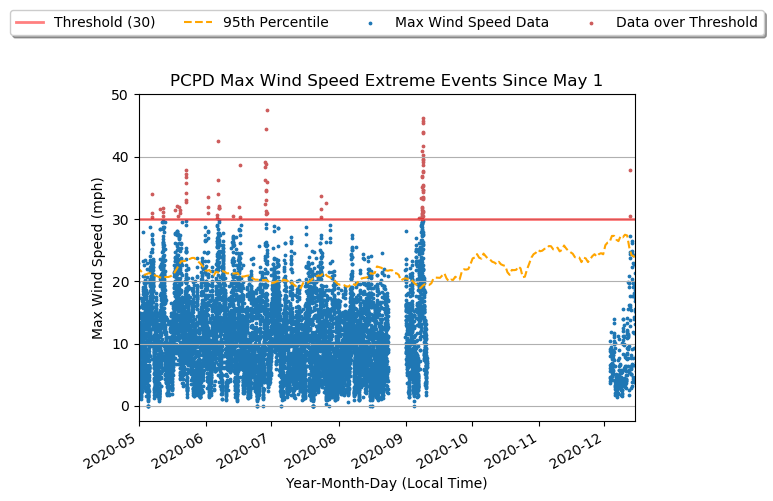 Threshold (30) 95th Percentile Max Wind Speed Data Data over Threshold
PCPD Max Wind Speed Extreme Events Since May 1
50
40
30
20
10
0
Max Wind Speed (mph)
2020-05 2020-06 2020-07 2020-08 2020-09 2020-10 2020-11 2020-12
Year-Month-Day (Local Time)